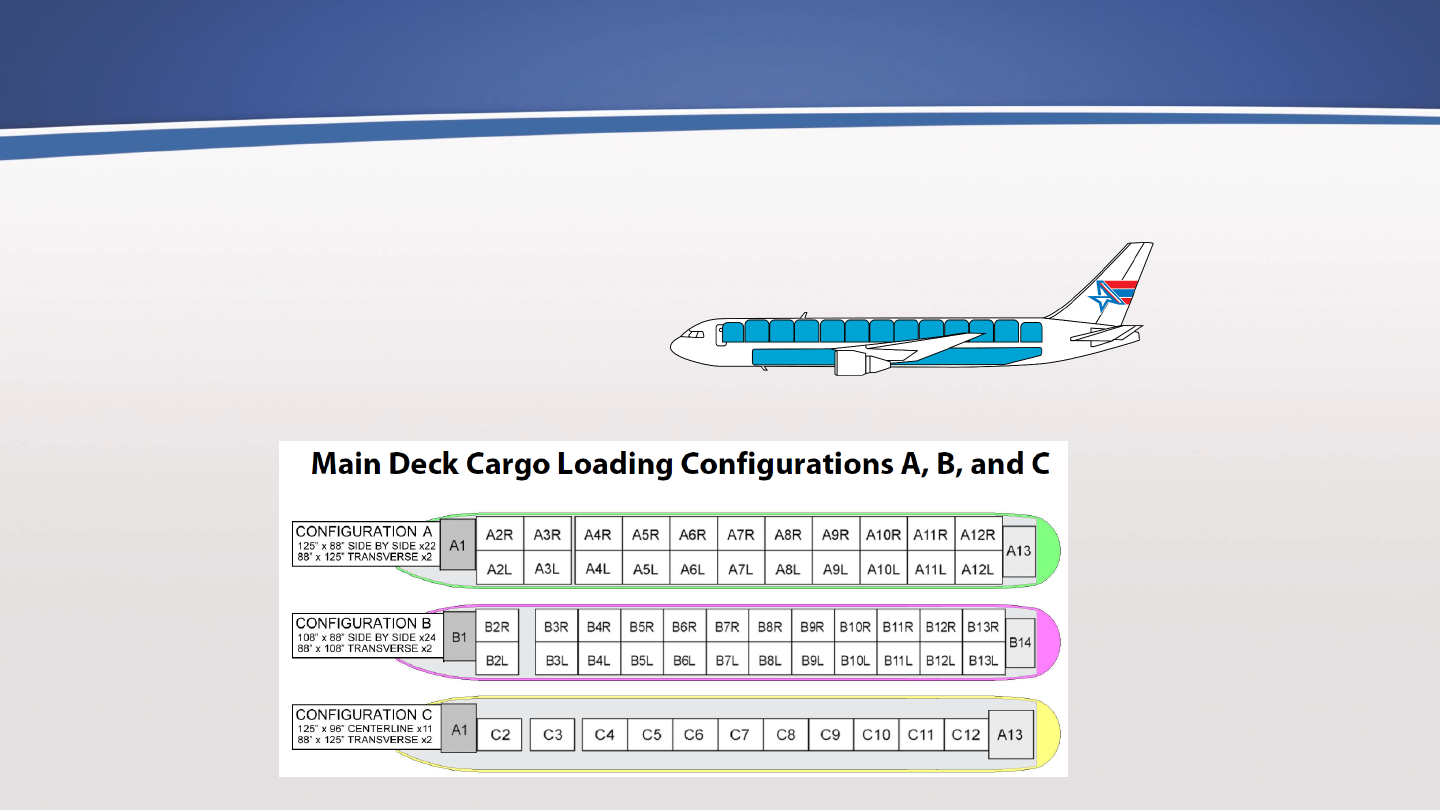 Main Deck Cargo Loading Configurations A, B, and C
CONFIGURATION A
125" x 88" SIDE BY SIDE x22
88" x 125" TRANSVERSE x2
A1
A2R A3R A4R A5R A6R A7R A8R A9R A10R A11R A12R
A2L A3L A4L A5L A6L A7L A8L A9L A10L A11L A12L
A13
CONFIGURATION B
108" x 88" SIDE BY SIDE x24
88" x 108" TRANSVERSE x2
B1
B2R B3R B4R B5R B6R B7R B8R B9R B10R B11R B12R B13R
B2L B3L B4L B5L B6L B7L B8L B9L B10L B11L B12L B13L
B14
CONFIGURATION C
125" x 96" CENTERLINE x11
88" x 125" TRANSVERSE x2
A1 C2 C3 C4 C5 C6 C7 C8 C9 C10 C11 C12 A13